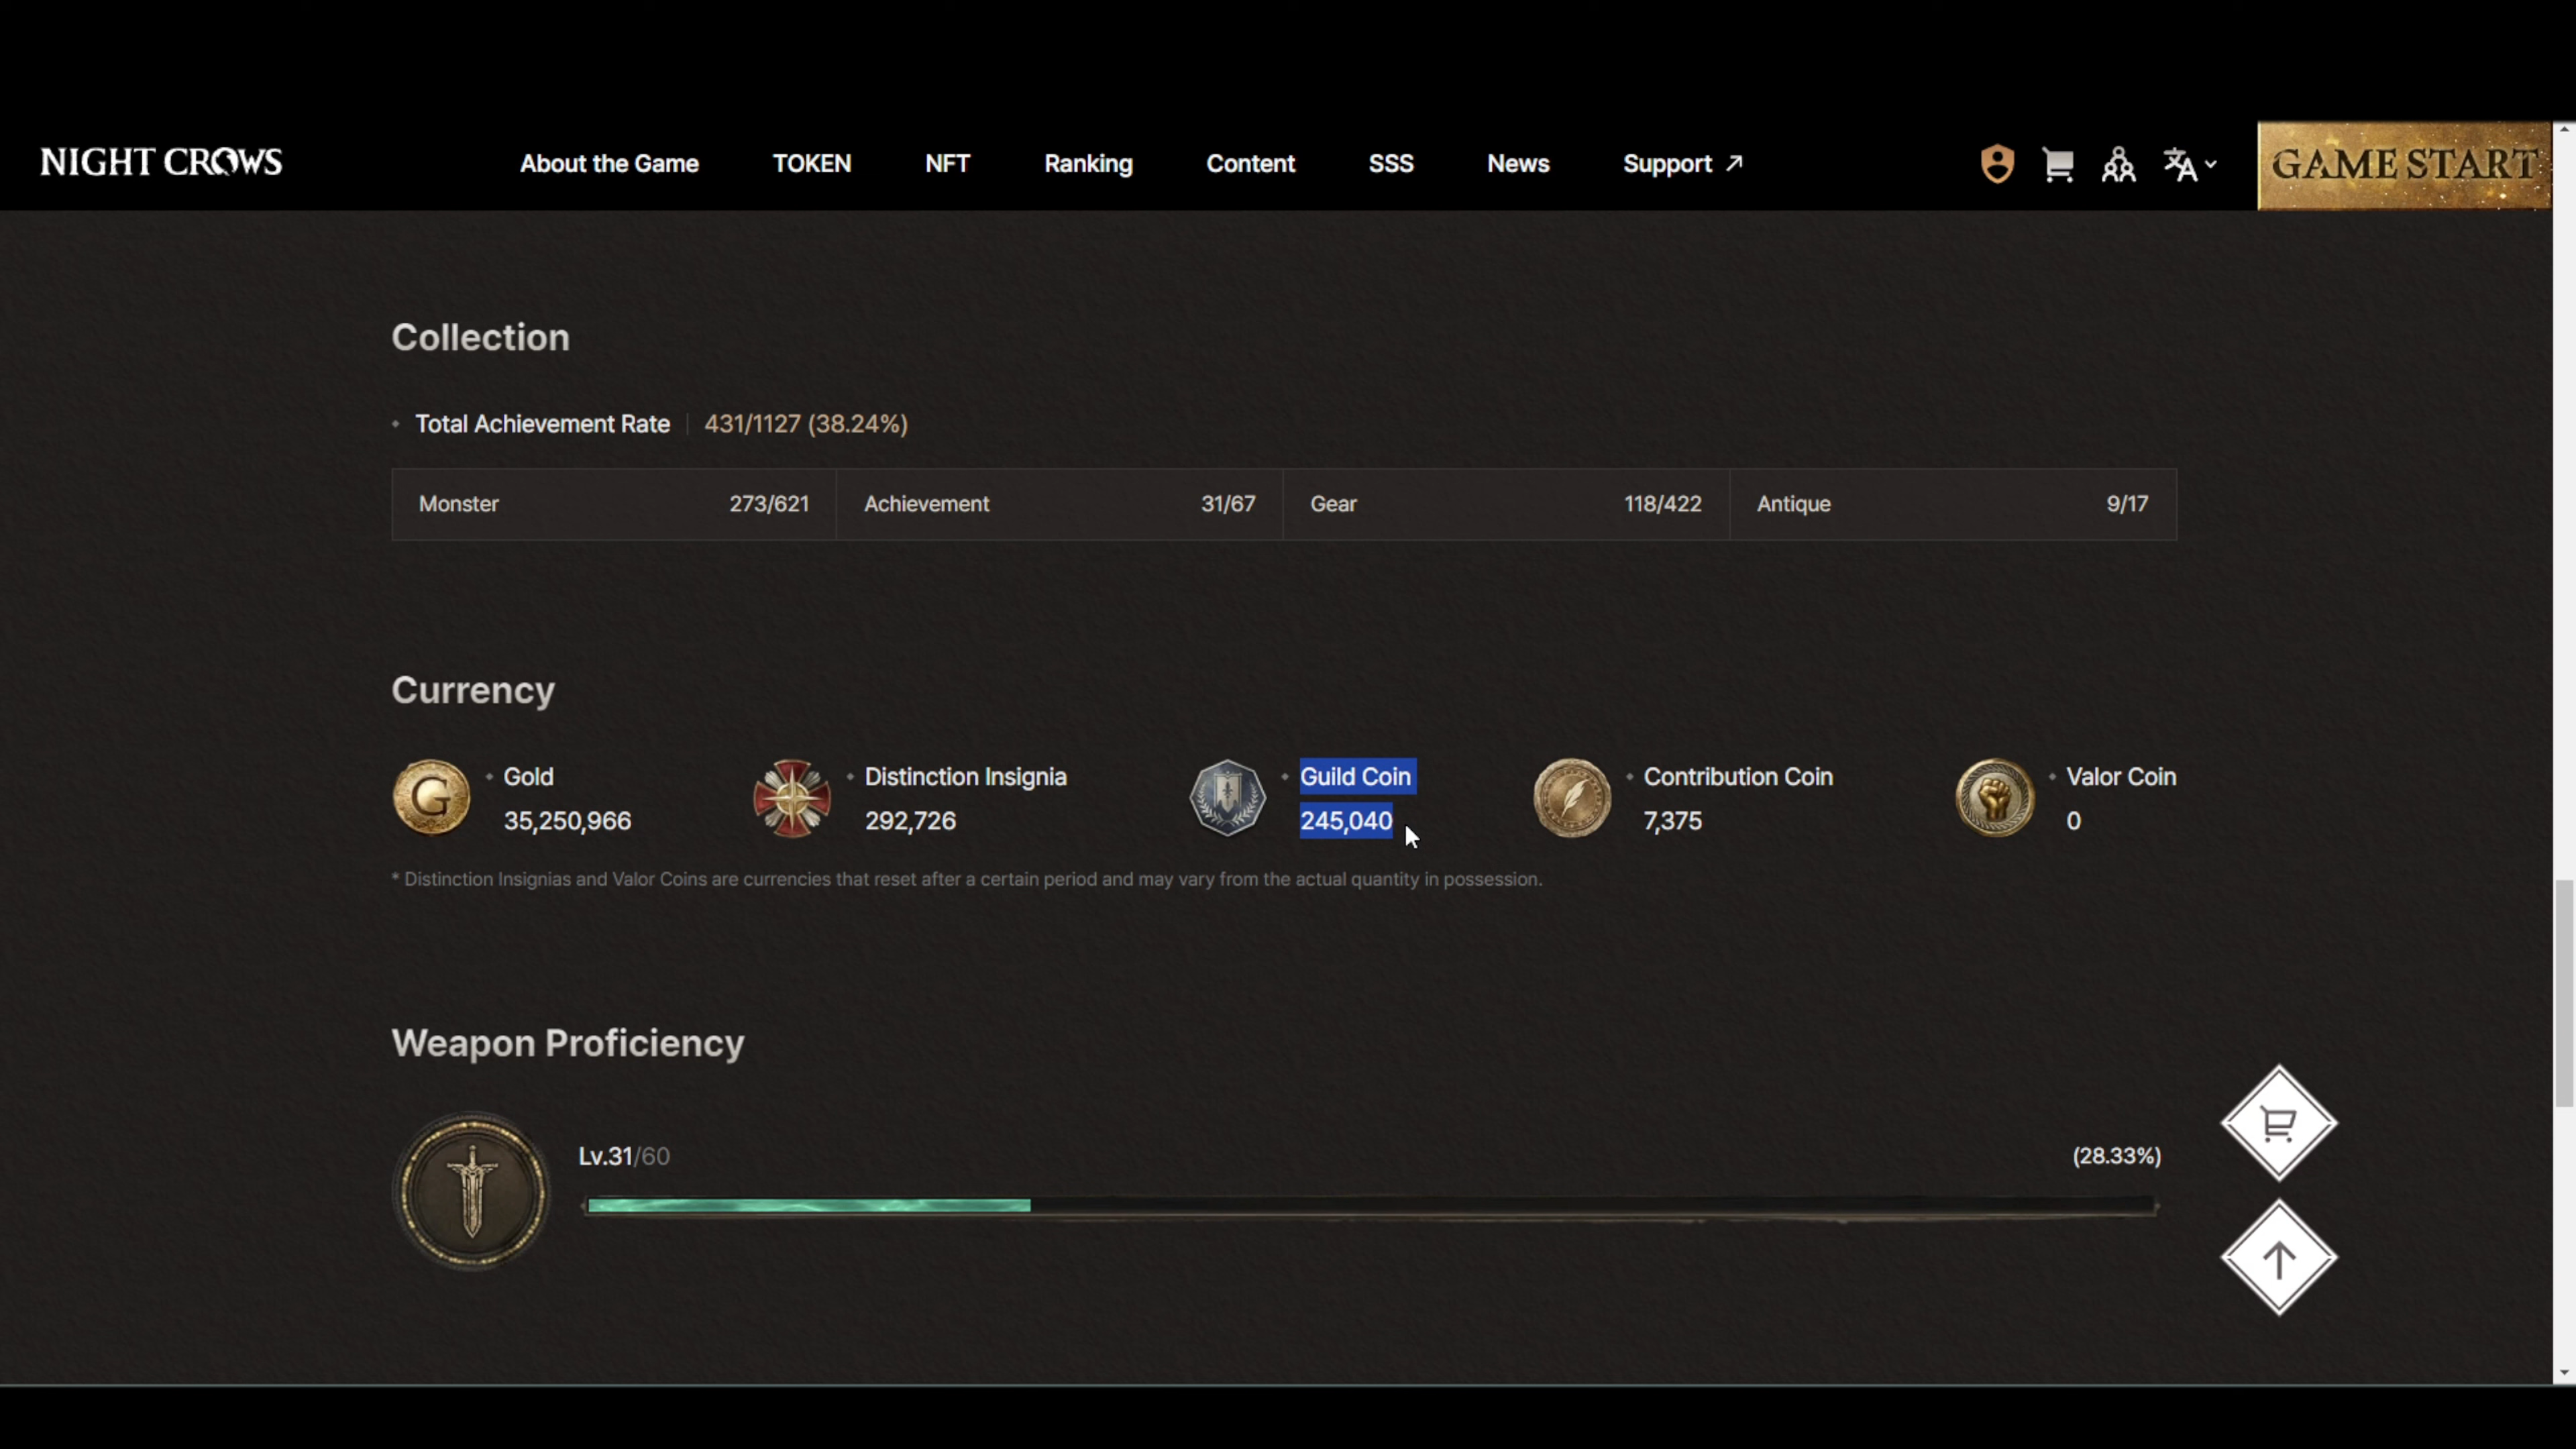 NIGHT CROWS
About the Game
TOKEN
NFT
Ranking
Content
SSS
News
Support
GAME START
Collection
Total Achievement Rate
431/1127 (38.24%)
Monster
273/621
Achievement
31/67
Gear
118/422
Antique
9/17
Currency
G
Gold
35,250,966
Distinction Insignia
292,726
Guild Coin
245,040
Contribution Coin
7,375
Valor Coin
0
* Distinction Insignias and Valor Coins are currencies that reset after a certain period and may vary from the actual quantity in possession.
Weapon Proficiency
Lv.31/60
(28.33%)